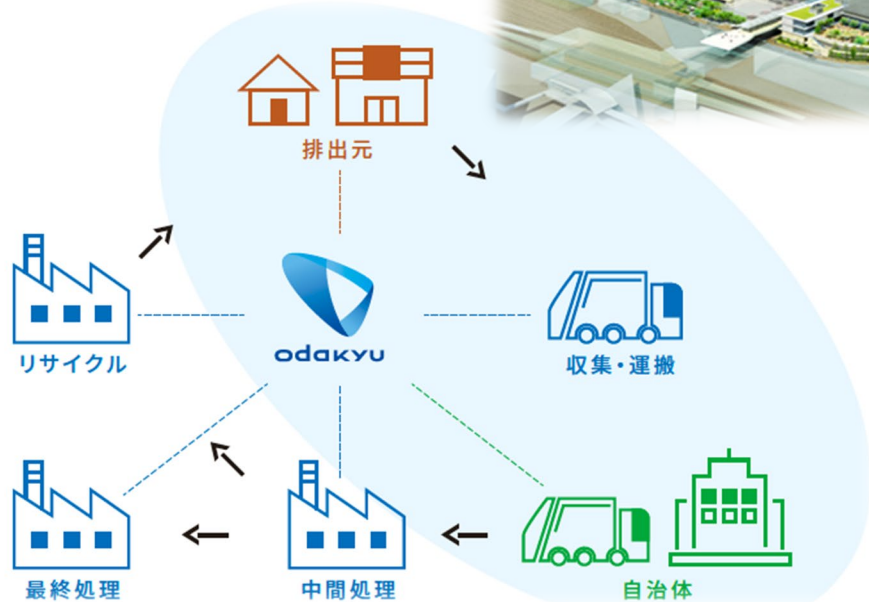 排出元
リサイクル
odakyu
収集・運搬
最終処理
中間処理
自治体